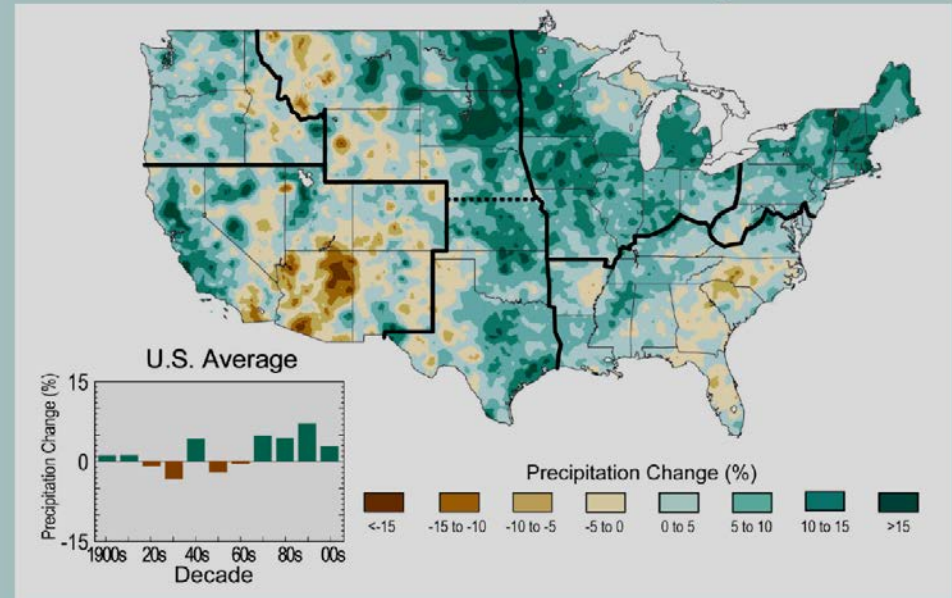 U.S. Average
Precipitation Change (%)
15
0
-15
1900s 20s 40s 60s 80s 00s
Decade
Precipitation Change (%)
<-15 -15 to -10 -10 to -5 -5 to 0 0 to 5 5 to 10 10 to 15 >15